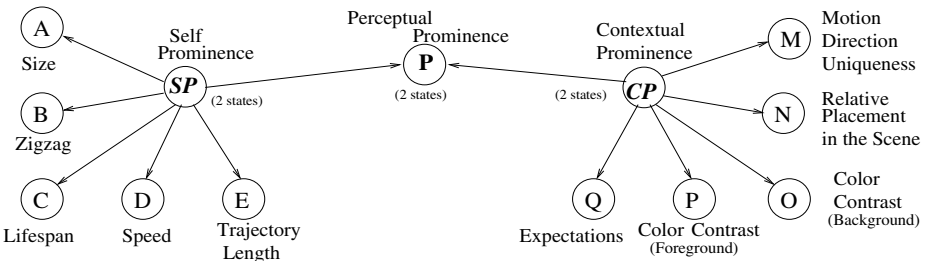 A
Size
B
Zigzag
C
Lifespan
D
Speed
E
Trajectory
Length
Self
Prominence
SP
(2 states)
Perceptual
Prominence
P
(2 states)
Contextual
Prominence
(2 states)
CP
M
Motion
Direction
Uniqueness
N
Relative
Placement
in the Scene
O
Color
Contrast
(Background)
P
Color Contrast
(Foreground)
Q
Expectations